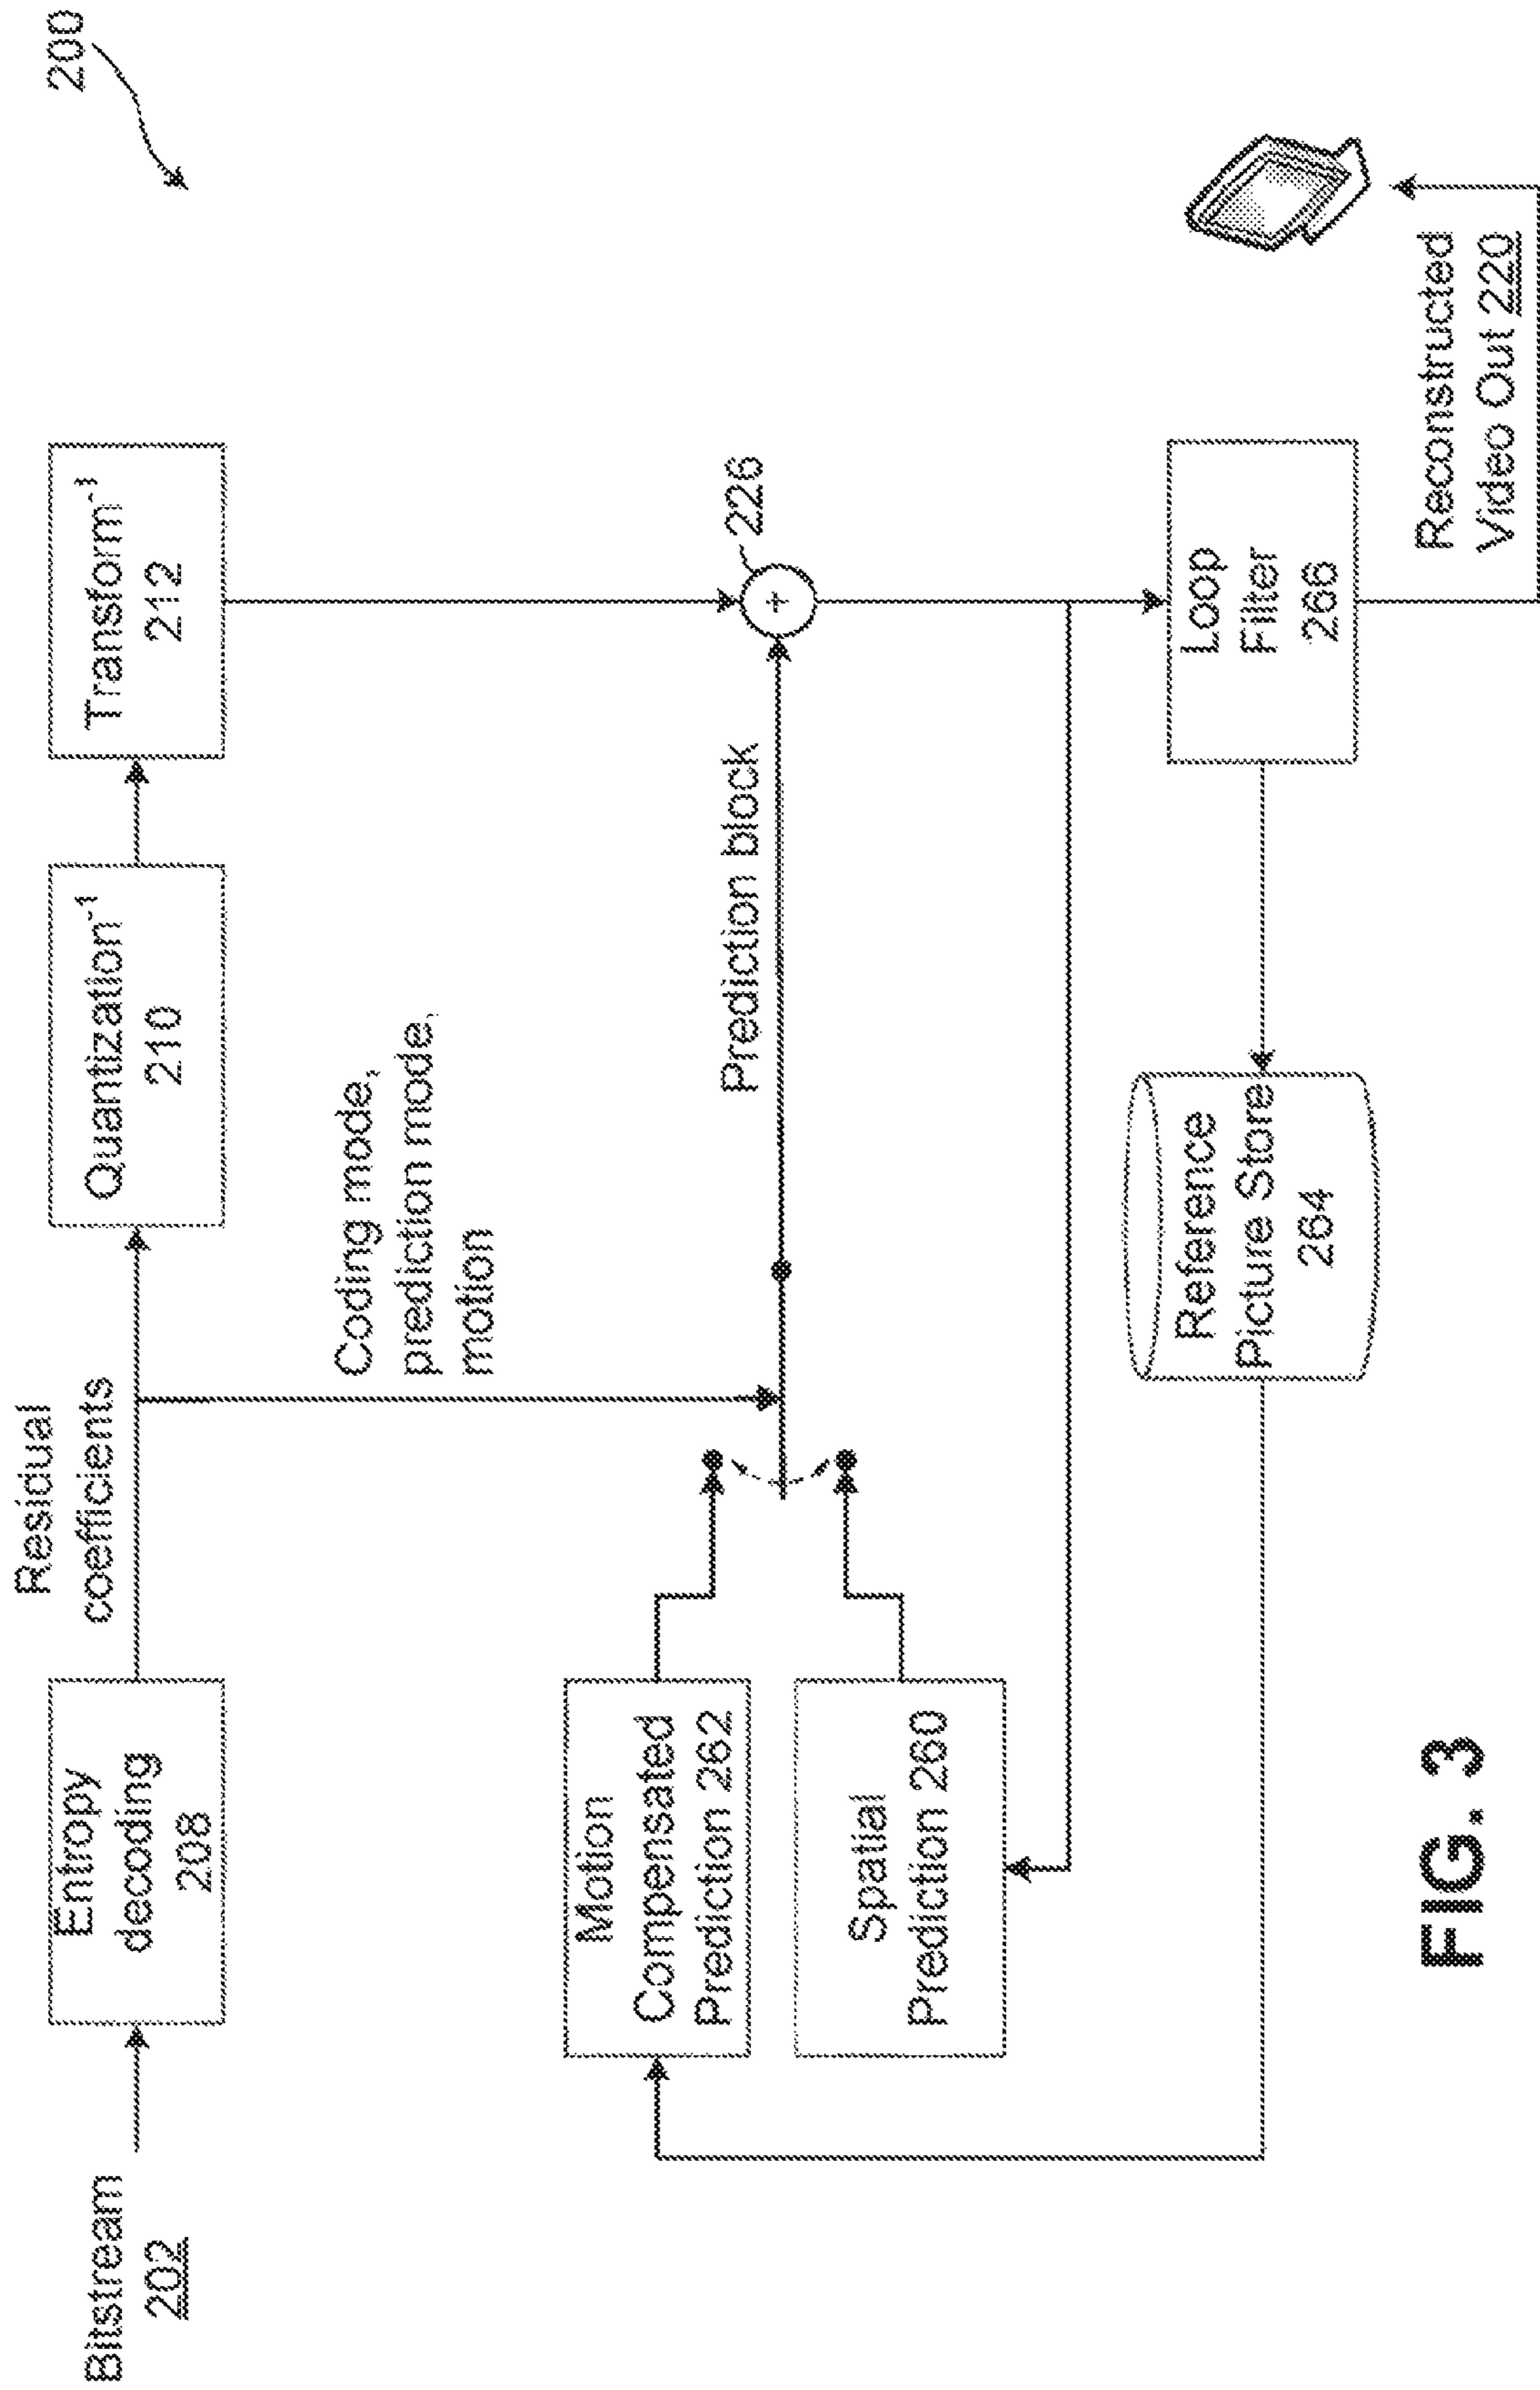 200
Residual
coefficients
Bitstream
202
Entropy
decoding
208
Quantization-1
210
Transform-1
212
Coding mode,
prediction mode,
motion
Motion
Compensated
Prediction 262
Spatial
Prediction 260
Prediction block
226
+
Reference
Picture Store
264
Loop
Filter
266
Reconstructed
Video Out 220
FIG. 3